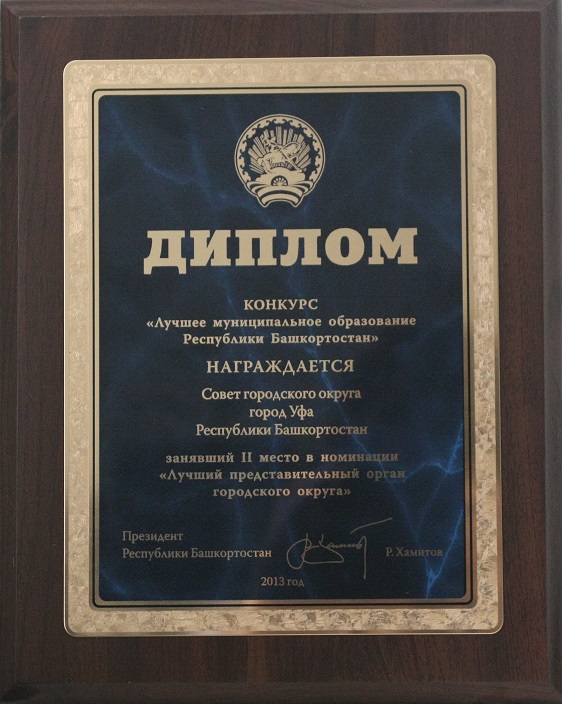 ДИПЛОМ
КОНКУРС
«Лучшее муниципальное образование
Республики Башкортостан»
НАГРАЖДАЕТСЯ
Совет городского округа
город Уфа
Республики Башкортостан
занявший II место в номинации
«Лучший представительный орган
городского округа»
Президент
Республики Башкортостан
Р. Хамитов
2013 год